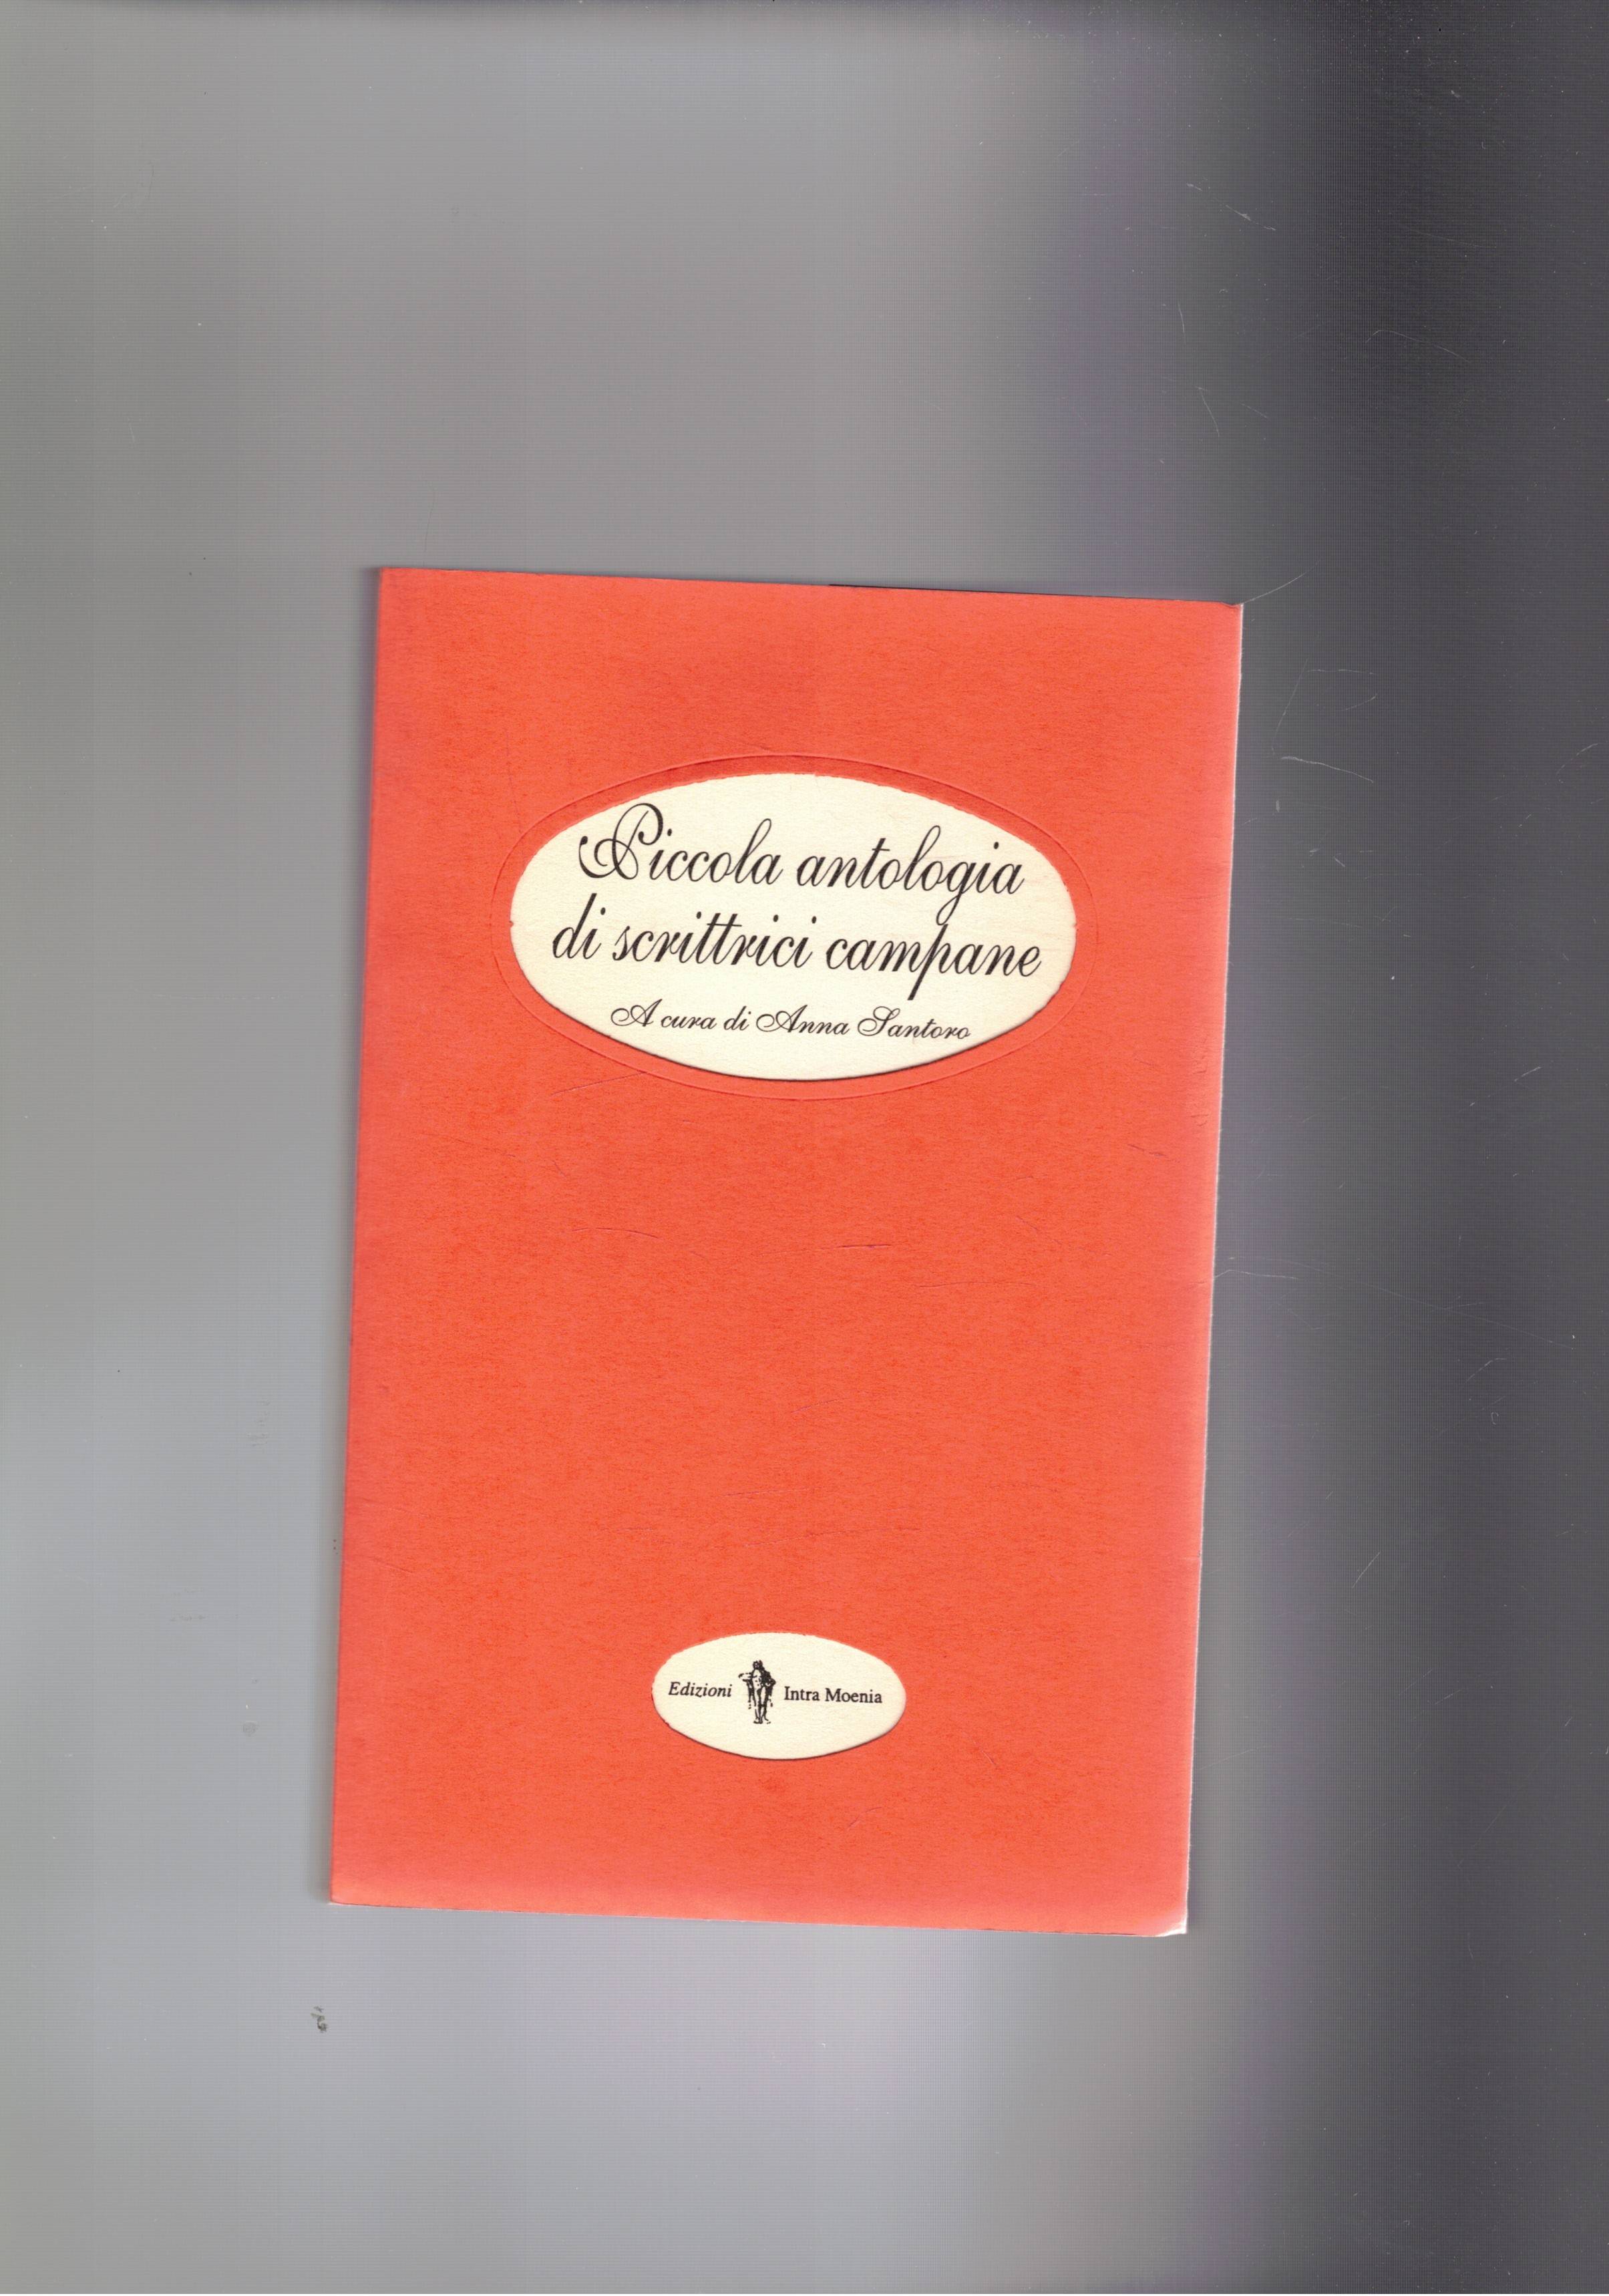 Piccola antologia
di scrittrici campane
A cura di Anna Santoro
Edizioni Intra Moenia